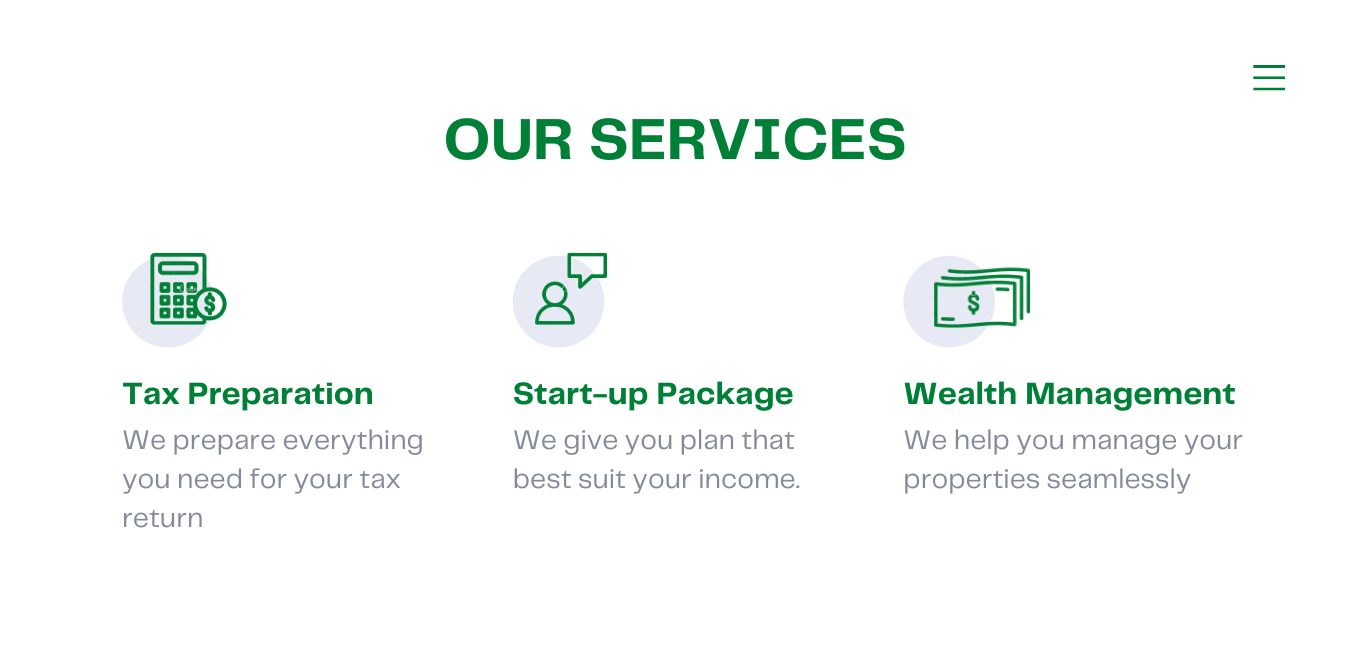 OUR SERVICES
Tax Preparation
We prepare everything
you need for your tax
return
Start-up Package
We give you plan that
best suit your income.
Wealth Management
We help you manage your
properties seamlessly